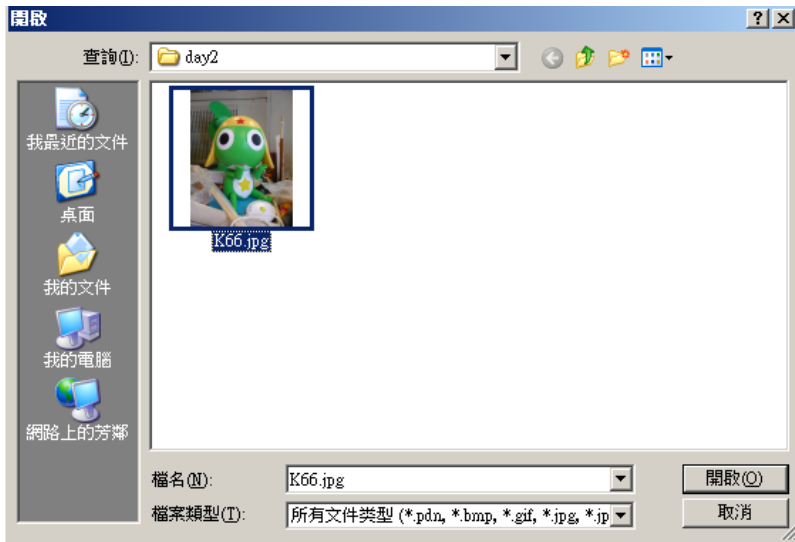 開啟
查詢(I):
day2
我最近的文件
桌面
我的文件
我的電腦
網路上的芳鄰
K66.jpg
檔名(N):
K66.jpg
開啟(O)
檔案類型(T):
所有文件类型 (*.pdn, *.bmp, *.gif, *.jpg, *.jp
取消